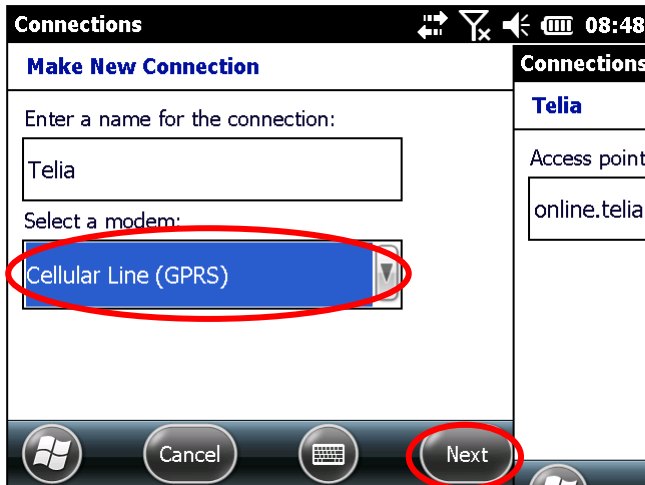 Connections
08:48
Make New Connection
Enter a name for the connection:
Telia
Select a modem:
Cellular Line (GPRS)
Cancel
Next
Connections
Telia
Access point
online.telia